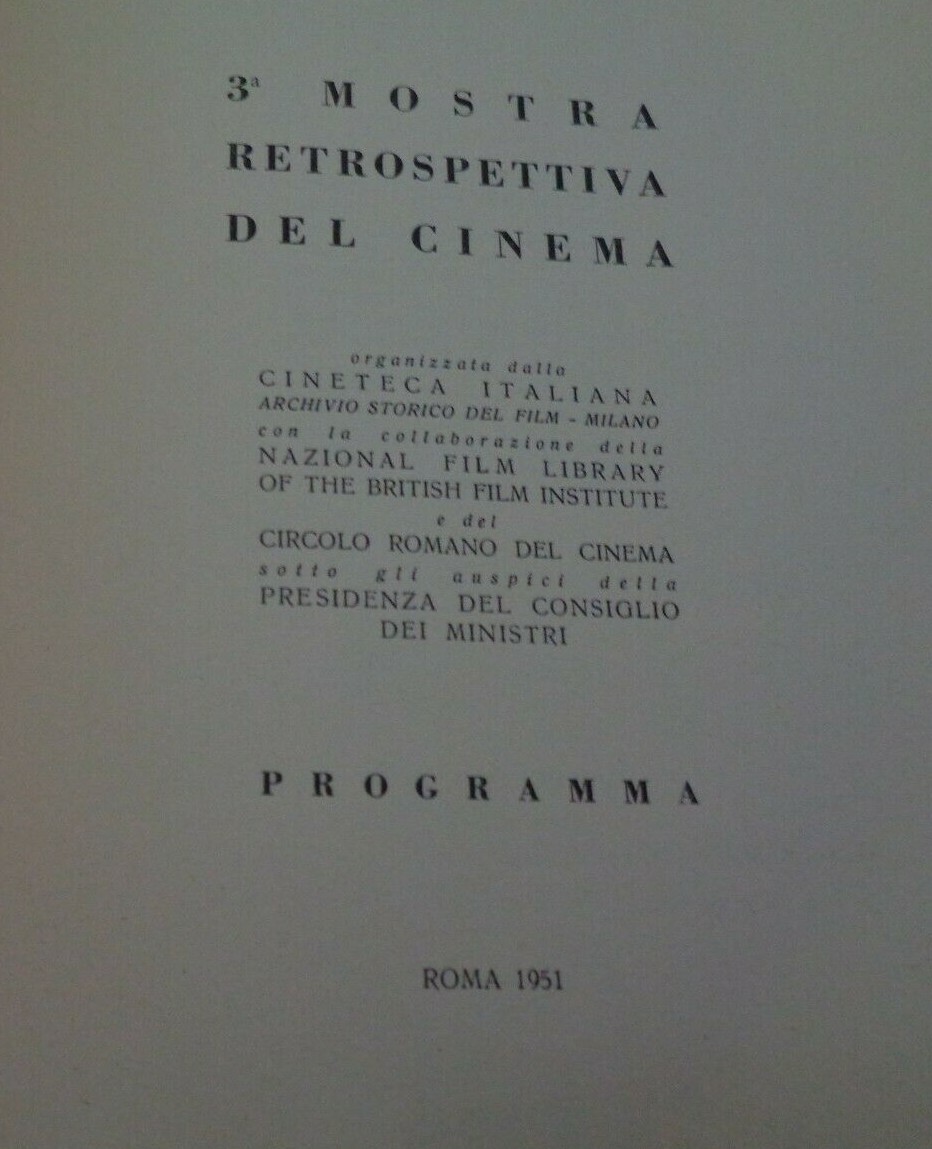 3ª MOSTRA
RETROSPETTIVA
DEL CINEMA
organizzata dalla
CINETECA ITALIANA
ARCHIVIO STORICO DEL FILM - MILANO
con la collaborazione della
NAZIONAL FILM LIBRARY
OF THE BRITISH FILM INSTITUTE
e del
CIRCOLO ROMANO DEL CINEMA
sotto gli auspici della
PRESIDENZA DEL CONSIGLIO
DEI MINISTRI
PROGRAMMA
ROMA 1951